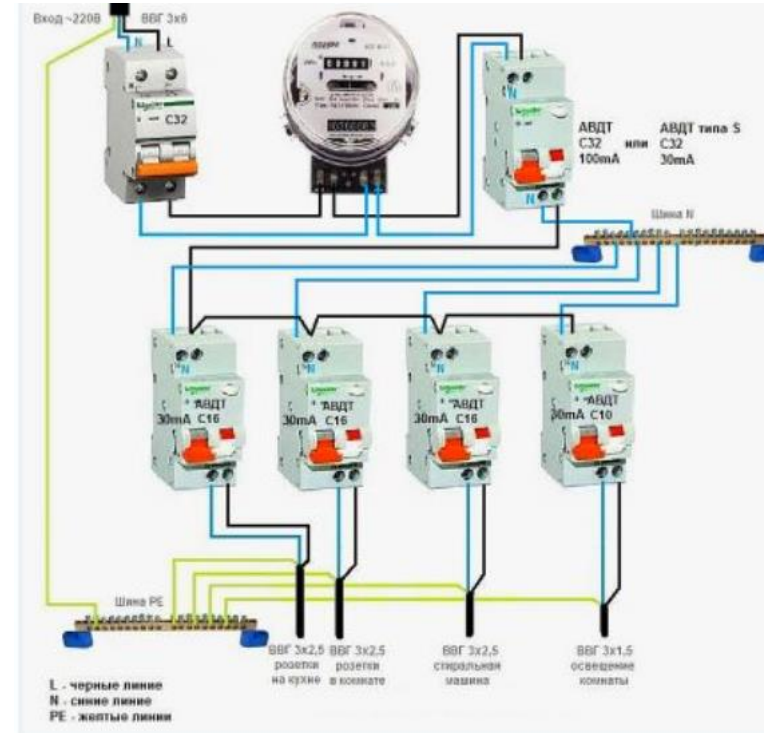 Вход ~220В ВВГ 3х6
N L
C32
АВДТ АВДТ типа S
C32 или C32
100mA 30mA
N
N
Шина N
N N N N
АВДТ АВДТ АВДТ АВДТ
30mA C16 30mA C16 30mA C16 30mA C10
Шина PE
ВВГ 3х2,5 ВВГ 3х2,5 ВВГ 3х2,5 ВВГ 3х1,5
розетки розетки стиральная освещение
на кухне в комнате машина комнаты
L - черные линие
N - синие линие
PE - желтые линии